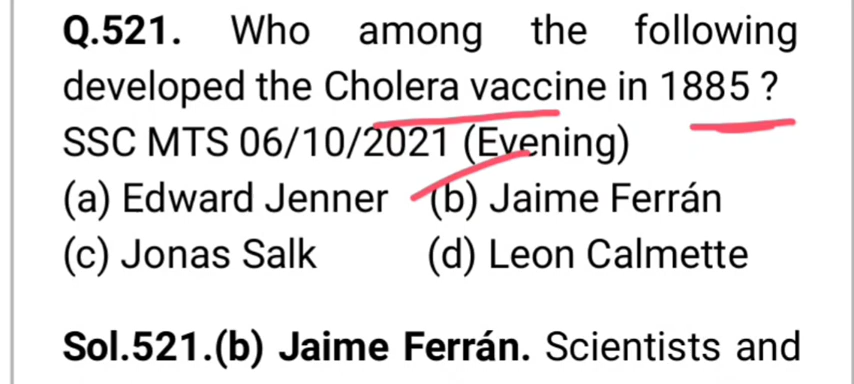 Q.521. Who among the following
developed the Cholera vaccine in 1885 ?
SSC MTS 06/10/2021 (Evening)
(a) Edward Jenner (b) Jaime Ferrán
(c) Jonas Salk (d) Leon Calmette
Sol.521.(b) Jaime Ferrán. Scientists and